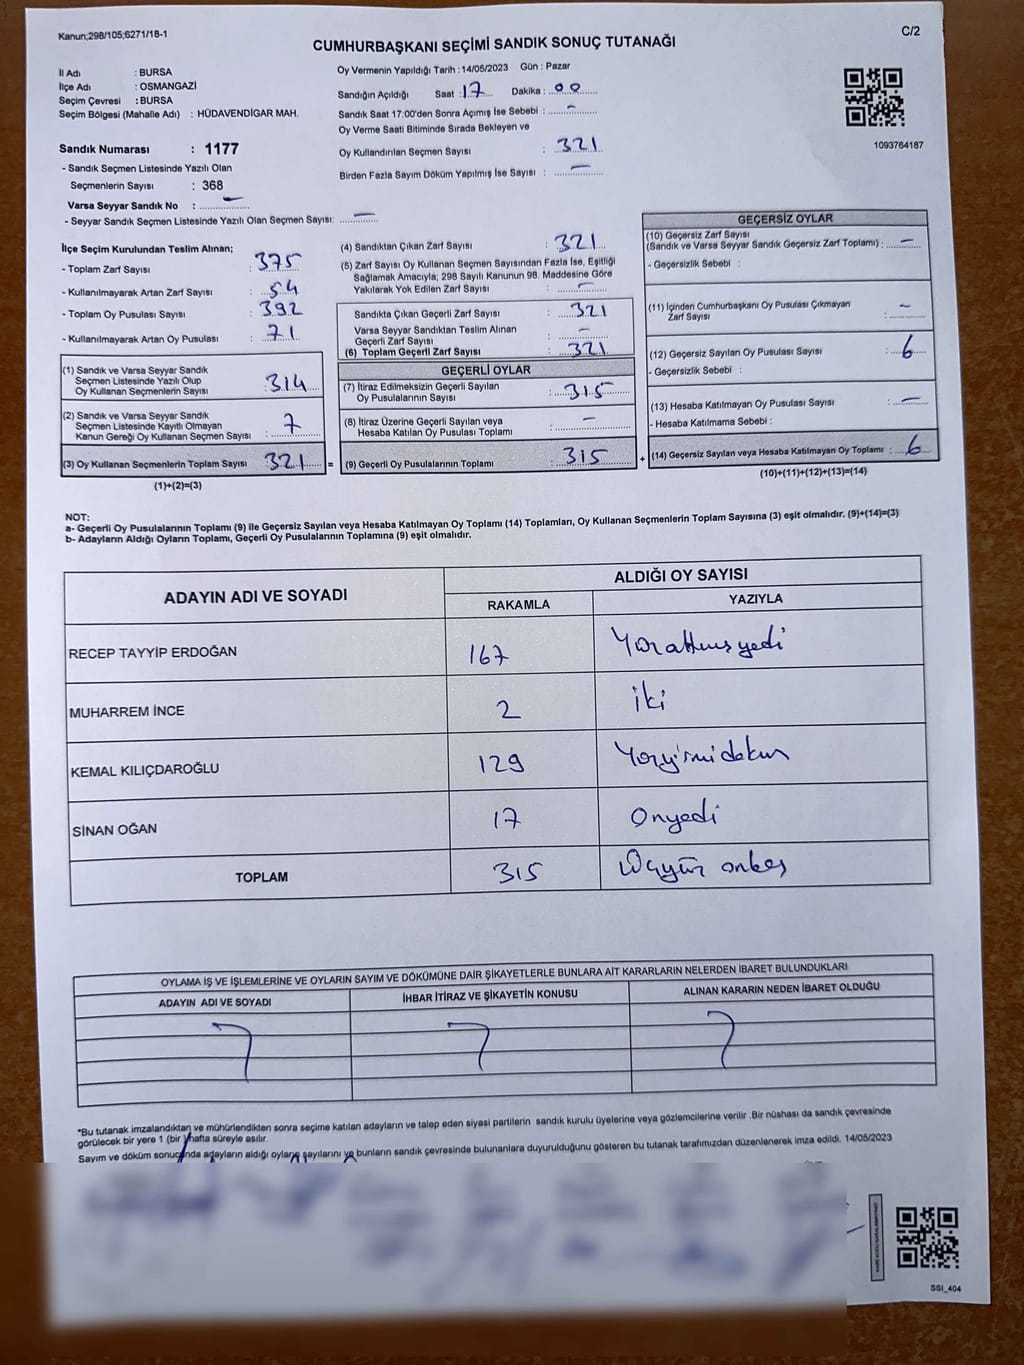 Kanun;298/105;6271/18-1
C/2
CUMHURBAŞKANI SEÇİMİ SANDIK SONUÇ TUTANAĞI
İl Adı : BURSA
İlçe Adı : OSMANGAZİ
Seçim Çevresi : BURSA
Seçim Bölgesi (Mahalle Adı) : HÜDAVENDİGAR MAH.
Sandık Numarası : 1177
- Sandık Seçmen Listesinde Yazılı Olan
Seçmenlerin Sayısı : 368
Varsa Seyyar Sandık No : —
- Seyyar Sandık Seçmen Listesinde Yazılı Olan Seçmen Sayısı: —
Oy Vermenin Yapıldığı Tarih : 14/05/2023 Gün : Pazar
Sandığın Açıldığı Saat : 17 Dakika : 00
Sandık Saat 17:00'den Sonra Açımış İse Sebebi : —
Oy Verme Saati Bitiminde Sırada Bekleyen ve
Oy Kullandırılan Seçmen Sayısı : 321
Birden Fazla Sayım Döküm Yapılmış İse Sayısı : —
1093764187
İlçe Seçim Kurulundan Teslim Alınan;
- Toplam Zarf Sayısı : 375
- Kullanılmayarak Artan Zarf Sayısı : 54
- Toplam Oy Pusulası Sayısı : 392
- Kullanılmayarak Artan Oy Pusulası : 71
(1) Sandık ve Varsa Seyyar Sandık
Seçmen Listesinde Yazılı Olup
Oy Kullanan Seçmenlerin Sayısı : 314
(2) Sandık ve Varsa Seyyar Sandık
Seçmen Listesinde Kayıtlı Olmayan
Kanun Gereği Oy Kullanan Seçmen Sayısı : 7
(3) Oy Kullanan Seçmenlerin Toplam Sayısı 321 =
(1)+(2)=(3)
(4) Sandıktan Çıkan Zarf Sayısı : 321
(5) Zarf Sayısı Oy Kullanan Seçmen Sayısından Fazla İse, Eşitliği
Sağlamak Amacıyla; 298 Sayılı Kanunun 98. Maddesine Göre
Yakılarak Yok Edilen Zarf Sayısı : —
Sandıkta Çıkan Geçerli Zarf Sayısı : 321
Varsa Seyyar Sandıktan Teslim Alınan
Geçerli Zarf Sayısı : —
(6) Toplam Geçerli Zarf Sayısı : 321
GEÇERLİ OYLAR
(7) İtiraz Edilmeksizin Geçerli Sayılan
Oy Pusulalarının Sayısı : 315
(8) İtiraz Üzerine Geçerli Sayılan veya
Hesaba Katılan Oy Pusulası Toplamı : —
(9) Geçerli Oy Pusulalarının Toplamı : 315 +
GEÇERSİZ OYLAR
(10) Geçersiz Zarf Sayısı
(Sandık ve Varsa Seyyar Sandık Geçersiz Zarf Toplamı) : —
- Geçersizlik Sebebi :
(11) İçinden Cumhurbaşkanı Oy Pusulası Çıkmayan
Zarf Sayısı : —
(12) Geçersiz Sayılan Oy Pusulası Sayısı : 6
- Geçersizlik Sebebi :
(13) Hesaba Katılmayan Oy Pusulası Sayısı : —
- Hesaba Katılmama Sebebi :
(14) Geçersiz Sayılan veya Hesaba Katılmayan Oy Toplamı : 6
(10)+(11)+(12)+(13)=(14)
NOT:
a- Geçerli Oy Pusulalarının Toplamı (9) ile Geçersiz Sayılan veya Hesaba Katılmayan Oy Toplamı (14) Toplamları, Oy Kullanan Seçmenlerin Toplam Sayısına (3) eşit olmalıdır. (9)+(14)=(3)
b- Adayların Aldığı Oyların Toplamı, Geçerli Oy Pusulalarının Toplamına (9) eşit olmalıdır.
ADAYIN ADI VE SOYADI
ALDIĞI OY SAYISI
RAKAMLA YAZIYLA
RECEP TAYYİP ERDOĞAN 167 Yüzaltmışyedi
MUHARREM İNCE 2 iki
KEMAL KILIÇDAROĞLU 129 Yüzyirmidokuz
SİNAN OĞAN 17 Onyedi
TOPLAM 315 Üçyüz onbeş
OYLAMA İŞ VE İŞLEMLERİNE VE OYLARIN SAYIM VE DÖKÜMÜNE DAİR ŞİKAYETLERLE BUNLARA AİT KARARLARIN NELERDEN İBARET BULUNDUKLARI
ADAYIN ADI VE SOYADI İHBAR İTİRAZ VE ŞİKAYETİN KONUSU ALINAN KARARIN NEDEN İBARET OLDUĞU
*Bu tutanak imzalandıktan ve mühürlendikten sonra seçime katılan adayların ve talep eden siyasi partilerin sandık kurulu üyelerine veya gözlemcilerine verilir .Bir nüshası da sandık çevresinde
görülecek bir yere 1 (bir )hafta süreyle asılır.
Sayım ve döküm sonucunda adayların aldığı oyların sayılarını ve bunların sandık çevresinde bulunanlara duyurulduğunu gösteren bu tutanak tarafımızdan düzenlenerek imza edildi. 14/05/2023
SSI_404